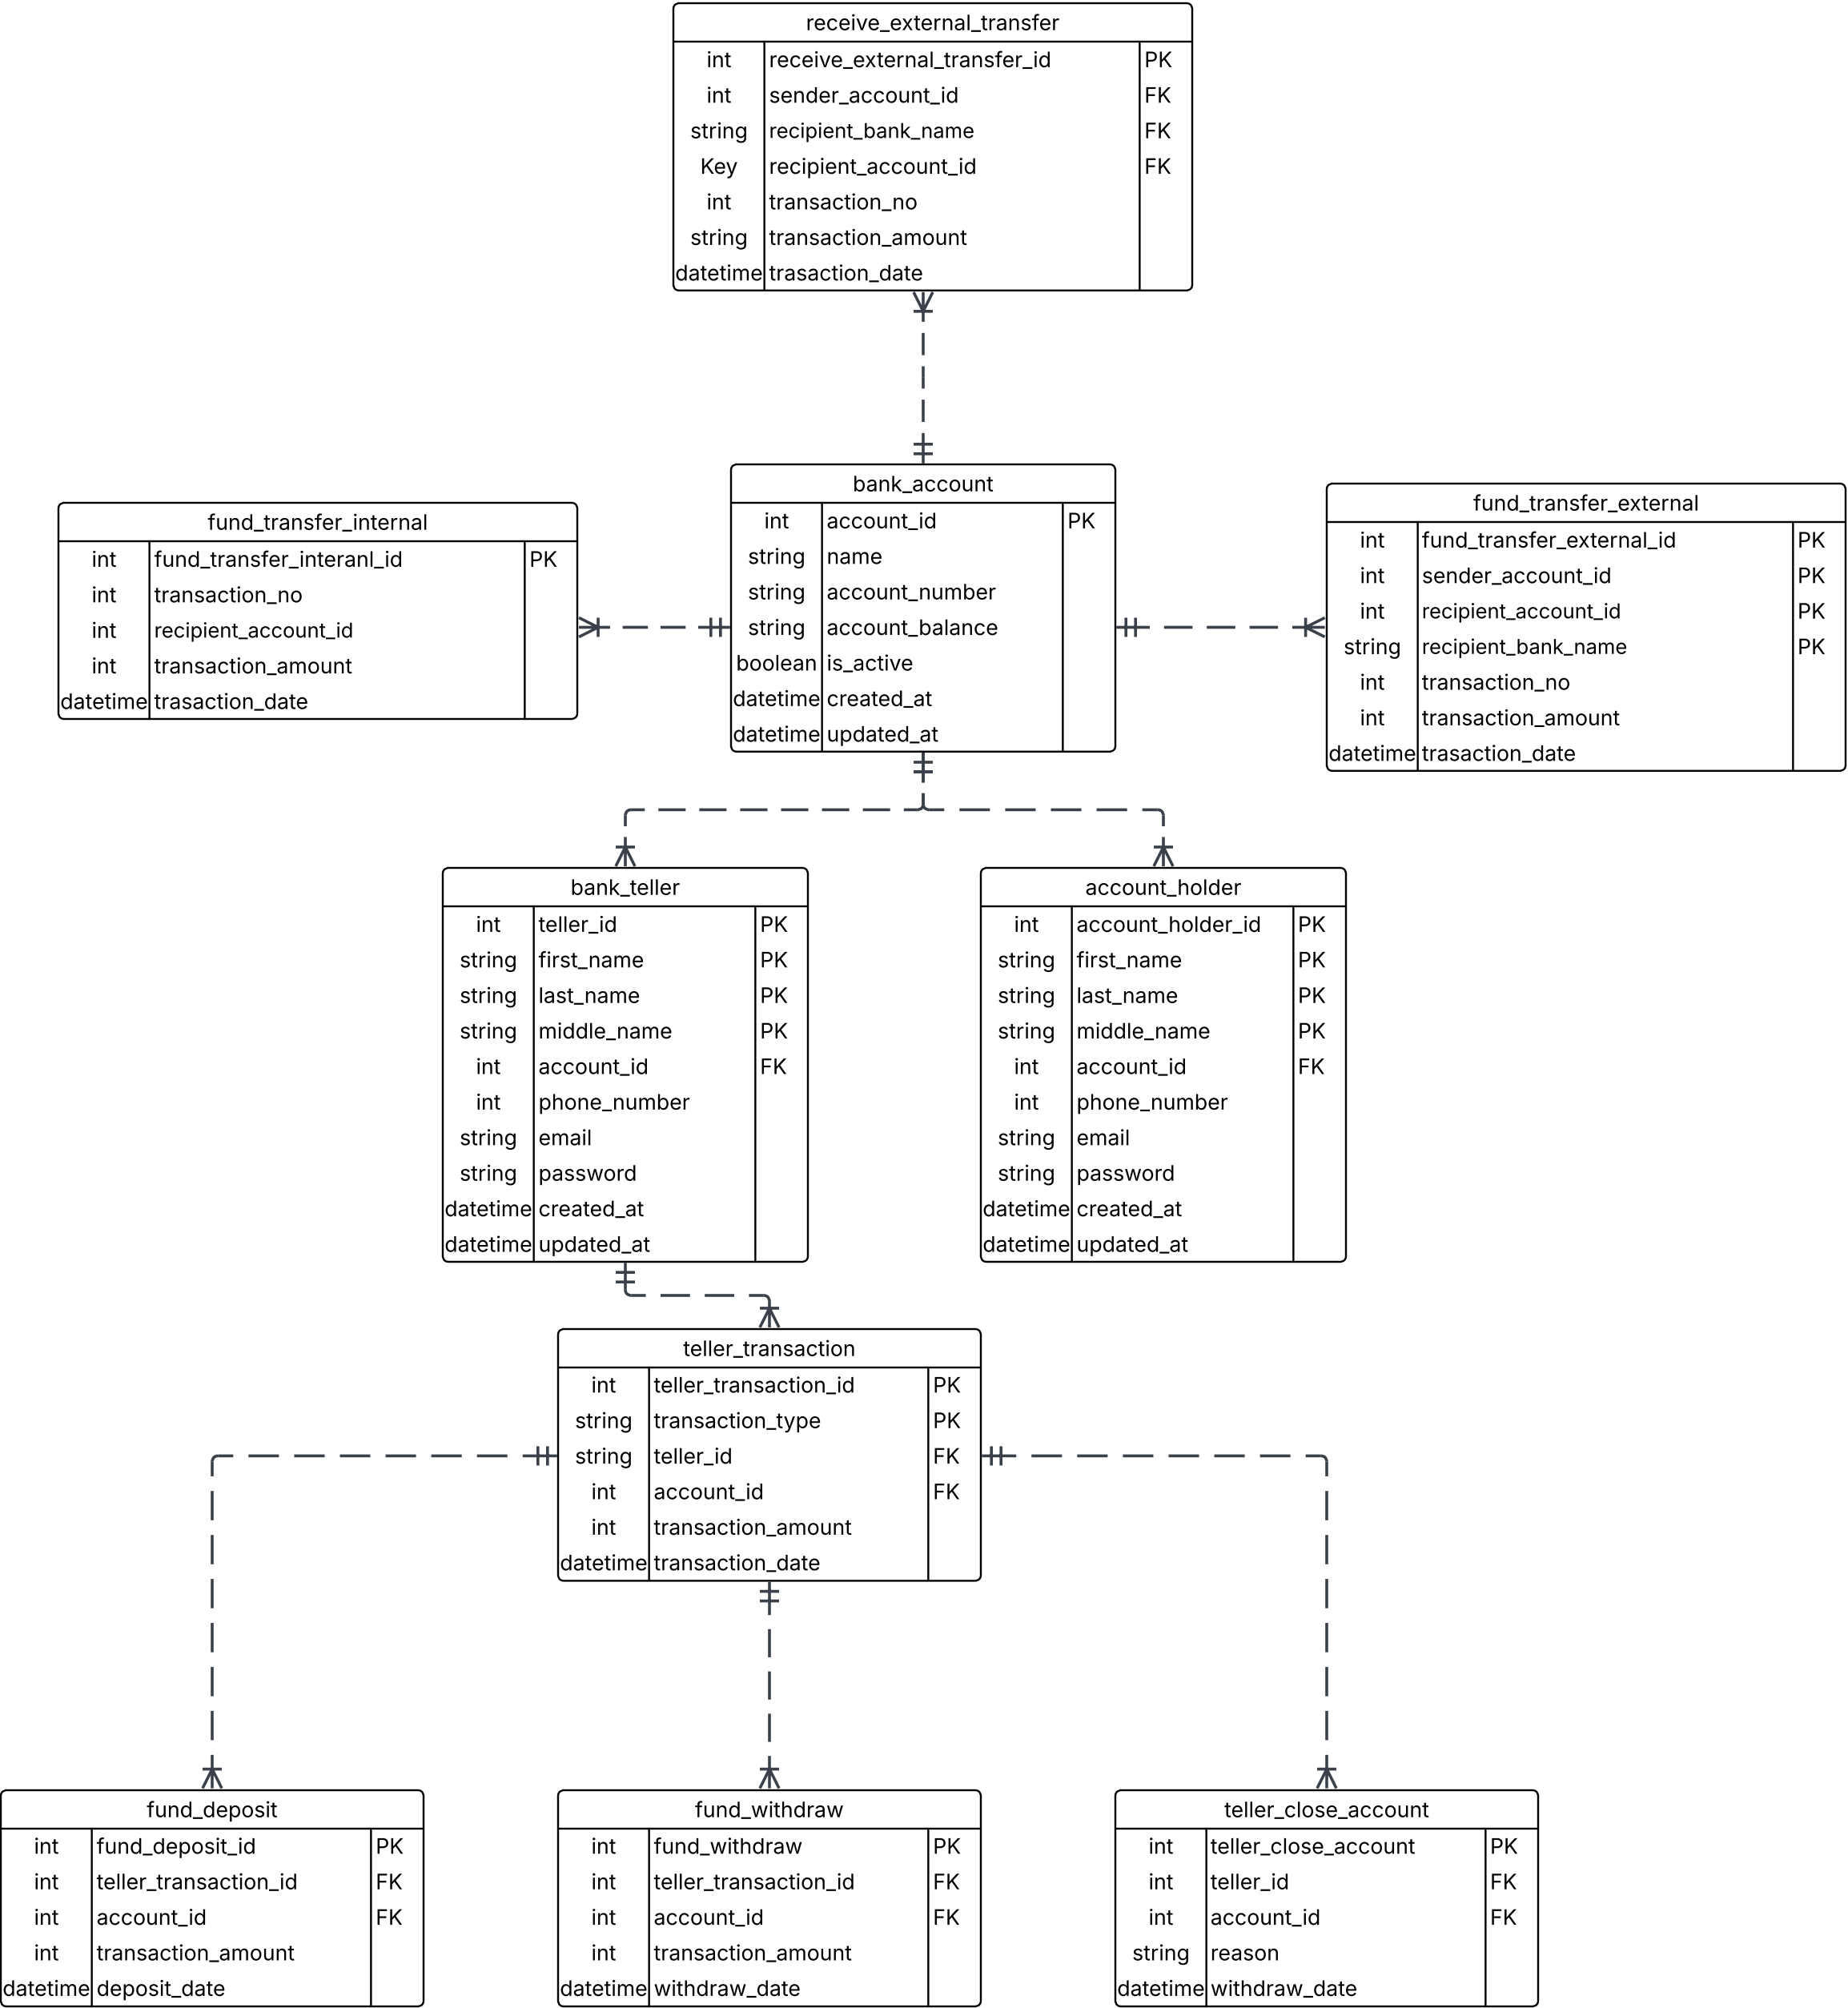 receive_external_transfer
int receive_external_transfer_id PK
int sender_account_id FK
string recipient_bank_name FK
Key recipient_account_id FK
int transaction_no
string transaction_amount
datetime trasaction_date
fund_transfer_internal
int fund_transfer_interanl_id PK
int transaction_no
int recipient_account_id
int transaction_amount
datetime trasaction_date
bank_account
int account_id PK
string name
string account_number
string account_balance
boolean is_active
datetime created_at
datetime updated_at
fund_transfer_external
int fund_transfer_external_id PK
int sender_account_id PK
int recipient_account_id PK
string recipient_bank_name PK
int transaction_no
int transaction_amount
datetime trasaction_date
bank_teller
int teller_id PK
string first_name PK
string last_name PK
string middle_name PK
int account_id FK
int phone_number
string email
string password
datetime created_at
datetime updated_at
account_holder
int account_holder_id PK
string first_name PK
string last_name PK
string middle_name PK
int account_id FK
int phone_number
string email
string password
datetime created_at
datetime updated_at
teller_transaction
int teller_transaction_id PK
string transaction_type PK
string teller_id FK
int account_id FK
int transaction_amount
datetime transaction_date
fund_deposit
int fund_deposit_id PK
int teller_transaction_id FK
int account_id FK
int transaction_amount
datetime deposit_date
fund_withdraw
int fund_withdraw PK
int teller_transaction_id FK
int account_id FK
int transaction_amount
datetime withdraw_date
teller_close_account
int teller_close_account PK
int teller_id FK
int account_id FK
string reason
datetime withdraw_date